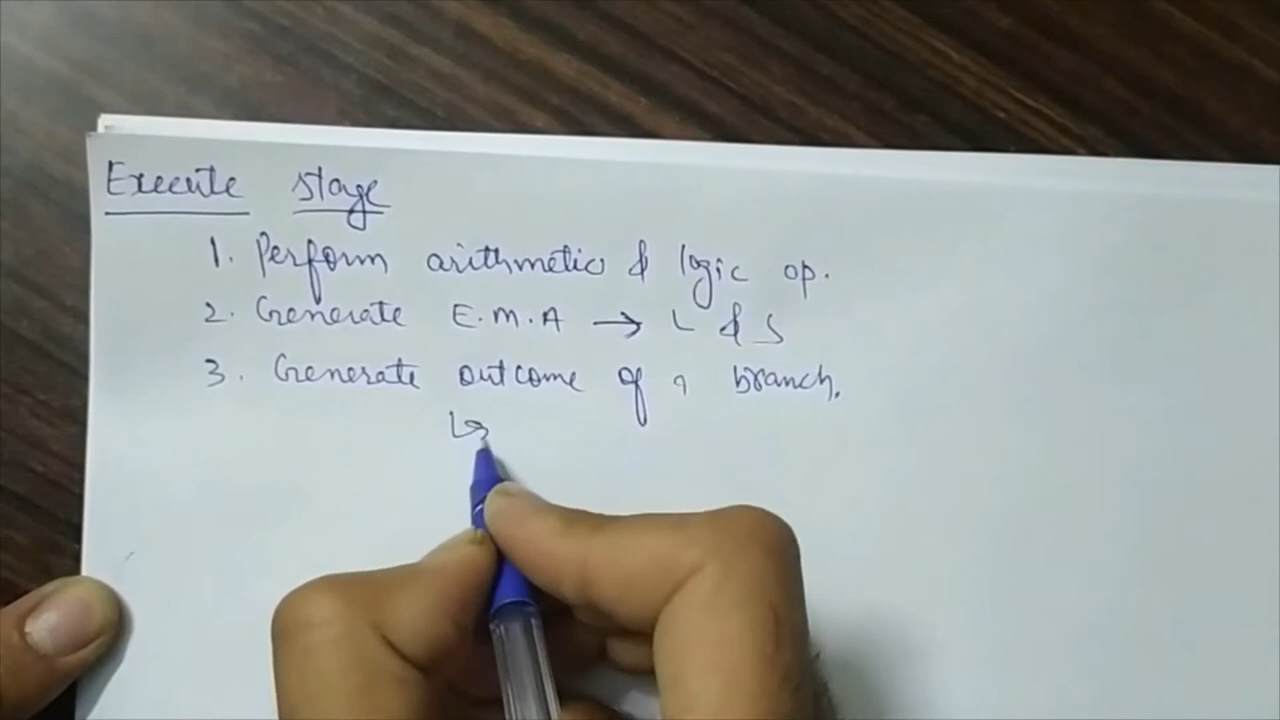 Execute stage
1. Perform arithmetic & logic op.
2. Generate E.M.A → L & S
3. Generate outcome of a branch.